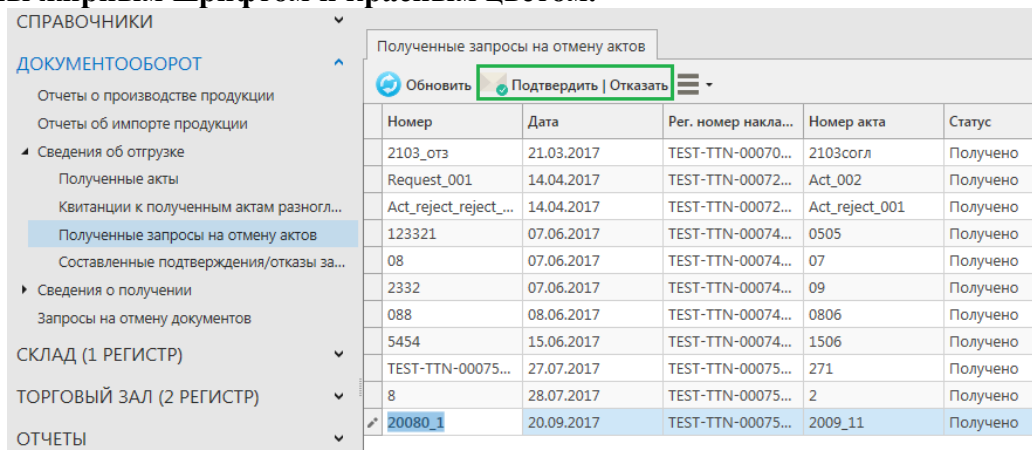 СПРАВОЧНИКИ
ДОКУМЕНТООБОРОТ
Отчеты о производстве продукции
Отчеты об импорте продукции
Сведения об отгрузке
Полученные акты
Квитанции к полученным актам разногл...
Полученные запросы на отмену актов
Составленные подтверждения/отказы за...
Сведения о получении
Запросы на отмену документов
СКЛАД (1 РЕГИСТР)
ТОРГОВЫЙ ЗАЛ (2 РЕГИСТР)
ОТЧЕТЫ
Полученные запросы на отмену актов
Обновить Подтвердить | Отказать
Номер Дата Рег. номер накла... Номер акта Статус
2103_отз 21.03.2017 TEST-TTN-00070... 2103согл Получено
Request_001 14.04.2017 TEST-TTN-00072... Act_002 Получено
Act_reject_reject_... 14.04.2017 TEST-TTN-00072... Act_reject_001 Получено
123321 07.06.2017 TEST-TTN-00074... 0505 Получено
08 07.06.2017 TEST-TTN-00074... 07 Получено
2332 07.06.2017 TEST-TTN-00074... 09 Получено
088 08.06.2017 TEST-TTN-00074... 0806 Получено
5454 15.06.2017 TEST-TTN-00074... 1506 Получено
TEST-TTN-00075... 27.07.2017 TEST-TTN-00075... 271 Получено
8 28.07.2017 TEST-TTN-00075... 2 Получено
20080_1 20.09.2017 TEST-TTN-00075... 2009_11 Получено